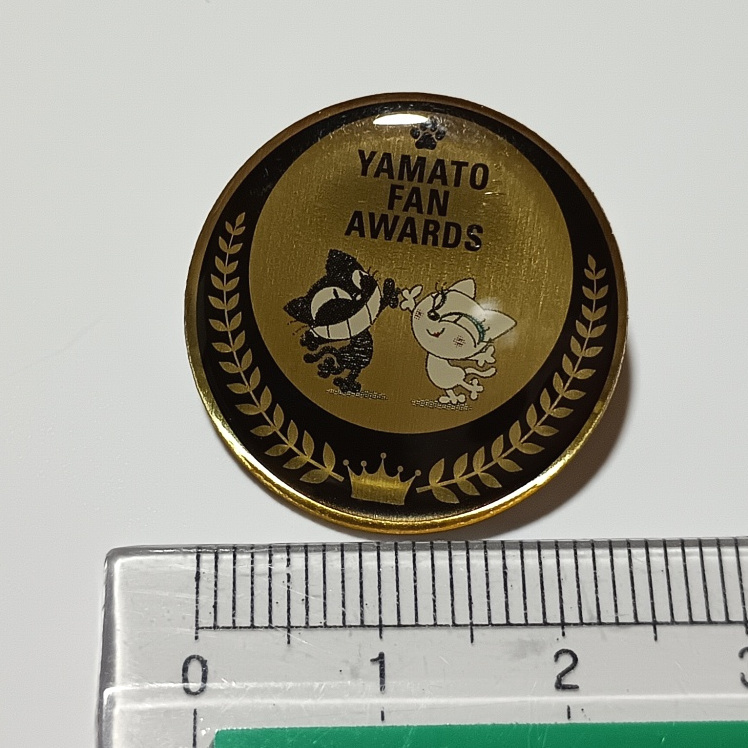 YAMATO
FAN
AWARDS
0 1 2